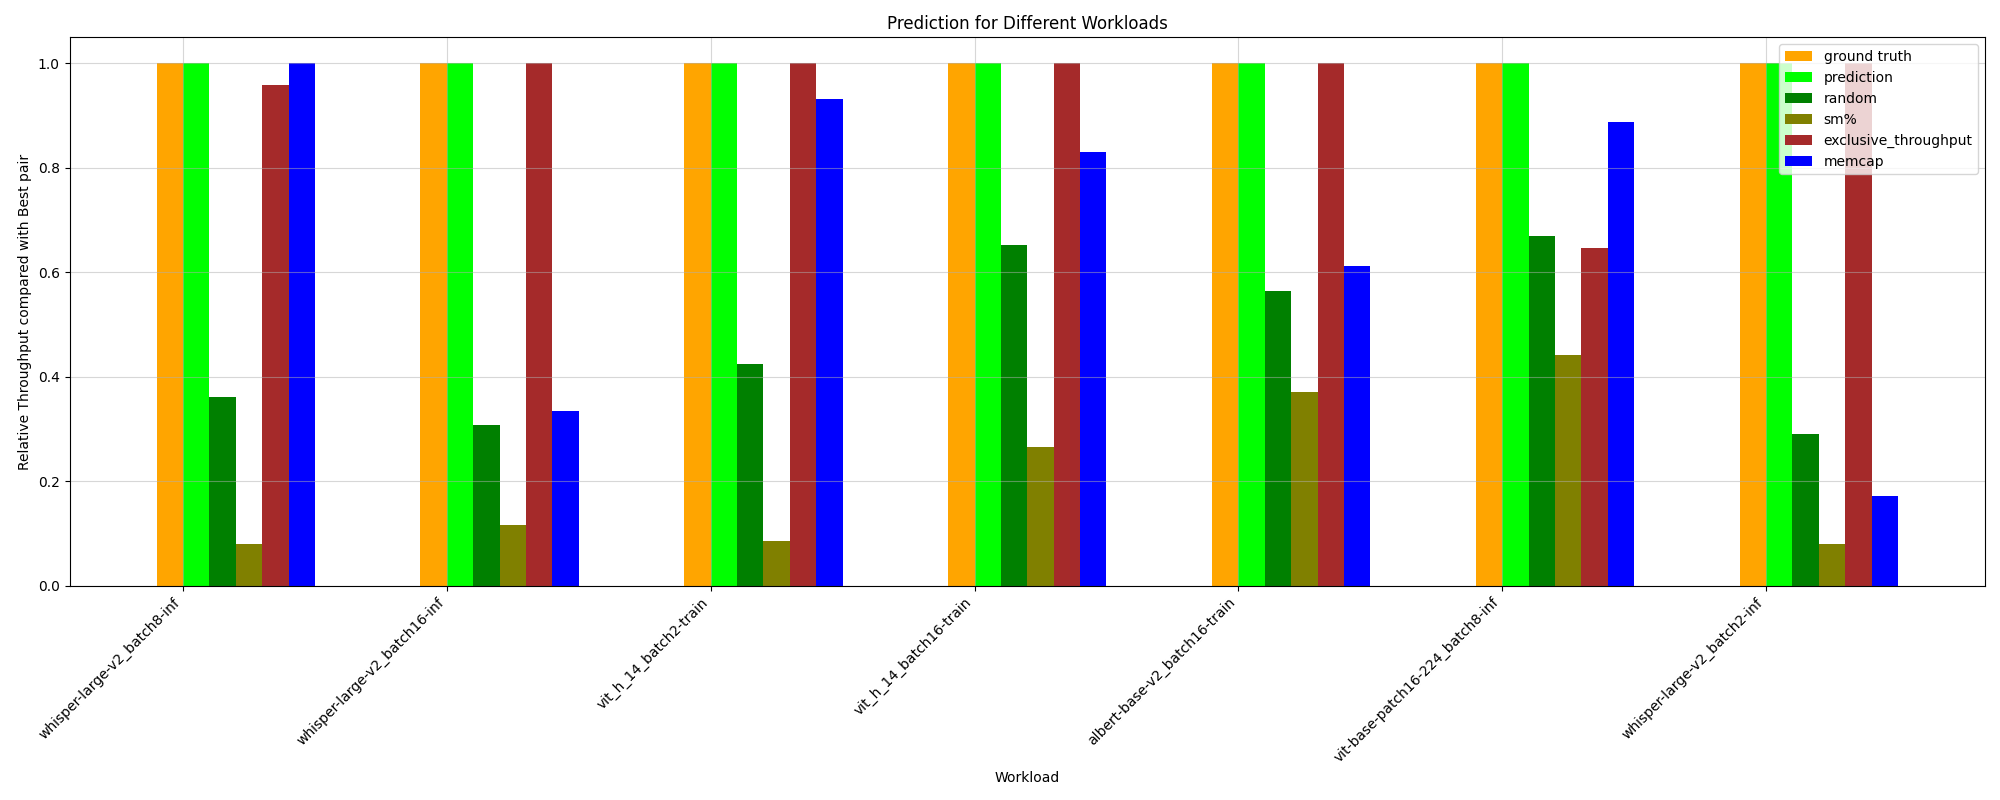 Prediction for Different Workloads
Relative Throughput compared with Best pair
1.0
0.8
0.6
0.4
0.2
0.0
ground truth
prediction
random
sm%
exclusive_throughput
memcap
whisper-large-v2_batch8-inf
whisper-large-v2_batch16-inf
vit_h_14_batch2-train
vit_h_14_batch16-train
albert-base-v2_batch16-train
vit-base-patch16-224_batch8-inf
whisper-large-v2_batch2-inf
Workload